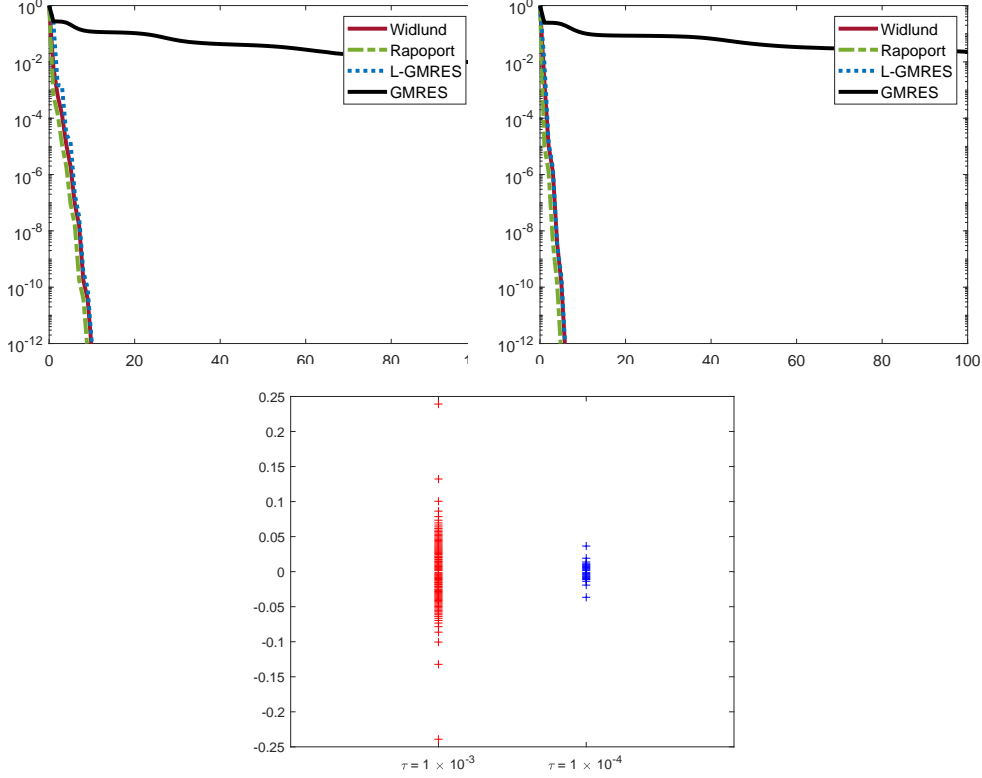 10^0
10^-2
10^-4
10^-6
10^-8
10^-10
10^-12
0 20 40 60 80 1
Widlund
Rapoport
L-GMRES
GMRES
10^0
10^-2
10^-4
10^-6
10^-8
10^-10
10^-12
0 20 40 60 80 100
Widlund
Rapoport
L-GMRES
GMRES
0.25
0.2
0.15
0.1
0.05
0
-0.05
-0.1
-0.15
-0.2
-0.25
τ = 1 × 10^-3 τ = 1 × 10^-4